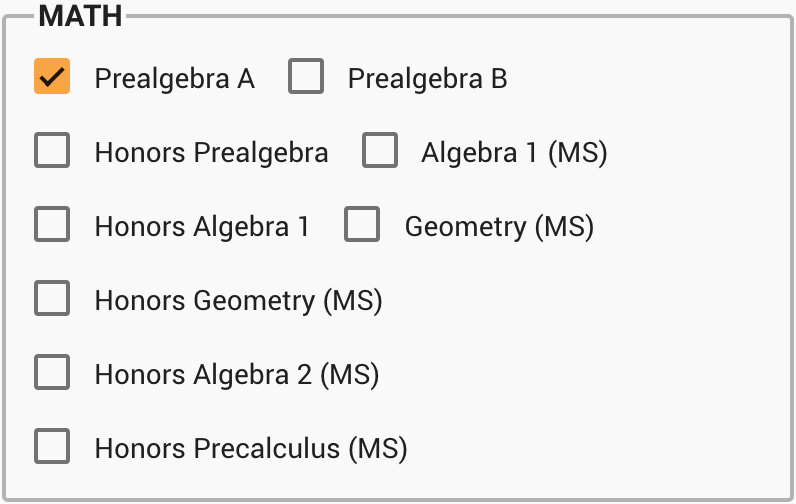 MATH
Prealgebra A Prealgebra B
Honors Prealgebra Algebra 1 (MS)
Honors Algebra 1 Geometry (MS)
Honors Geometry (MS)
Honors Algebra 2 (MS)
Honors Precalculus (MS)